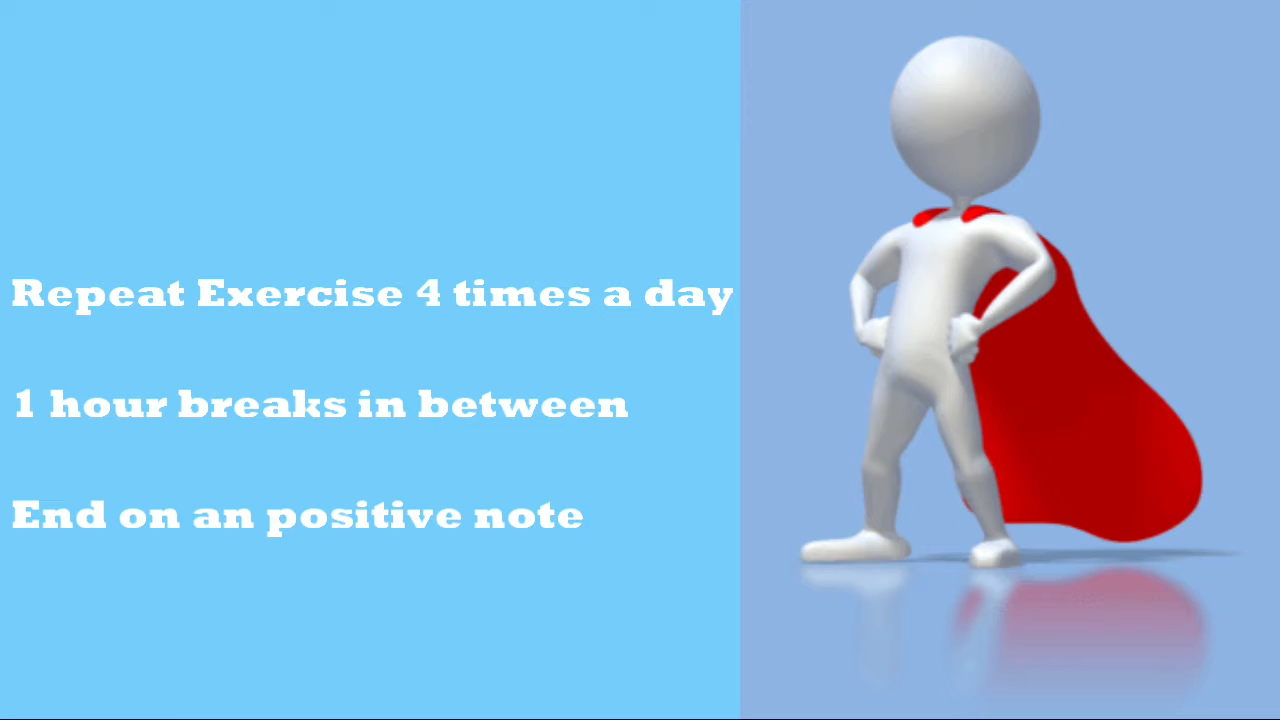 Repeat Exercise 4 times a day
1 hour breaks in between
End on an positive note